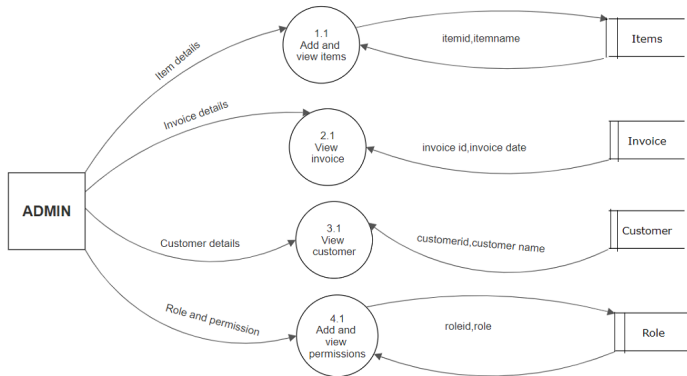 1.1
Add and
view items
itemid,itemname
Items
Item details
Invoice details
2.1
View
invoice
invoice id,invoice date
Invoice
ADMIN
3.1
View
customer
Customer details
customerid,customer name
Customer
Role and permission
4.1
Add and
view
permissions
roleid,role
Role